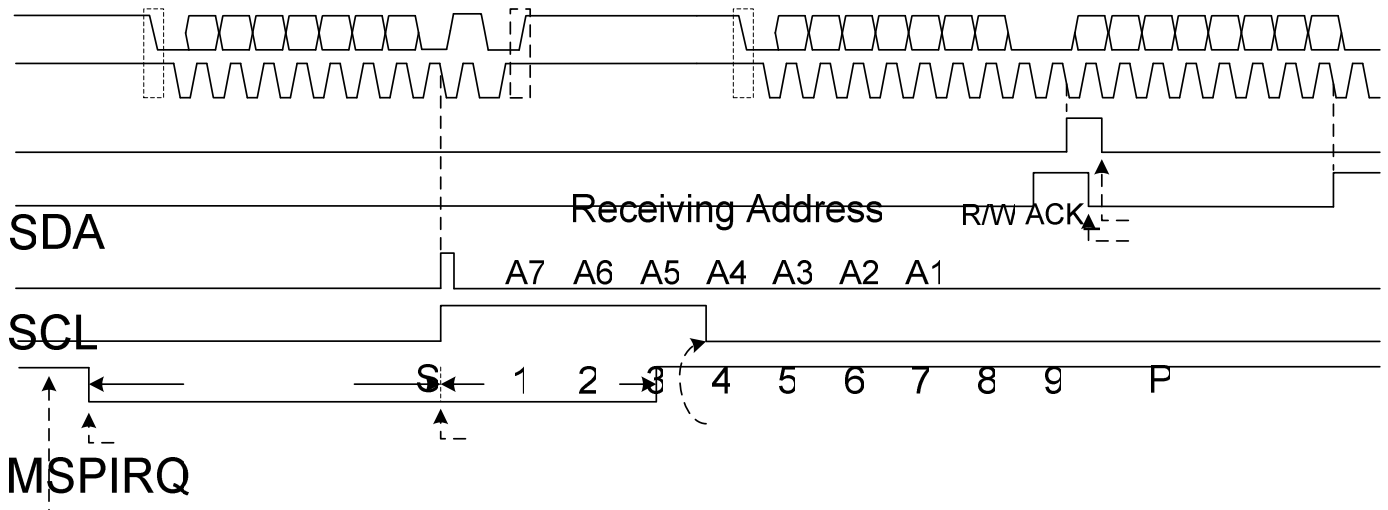 Receiving Address R/W ACK
SDA
A7 A6 A5 A4 A3 A2 A1
SCL
S 1 2 3 4 5 6 7 8 9 P
MSPIRQ